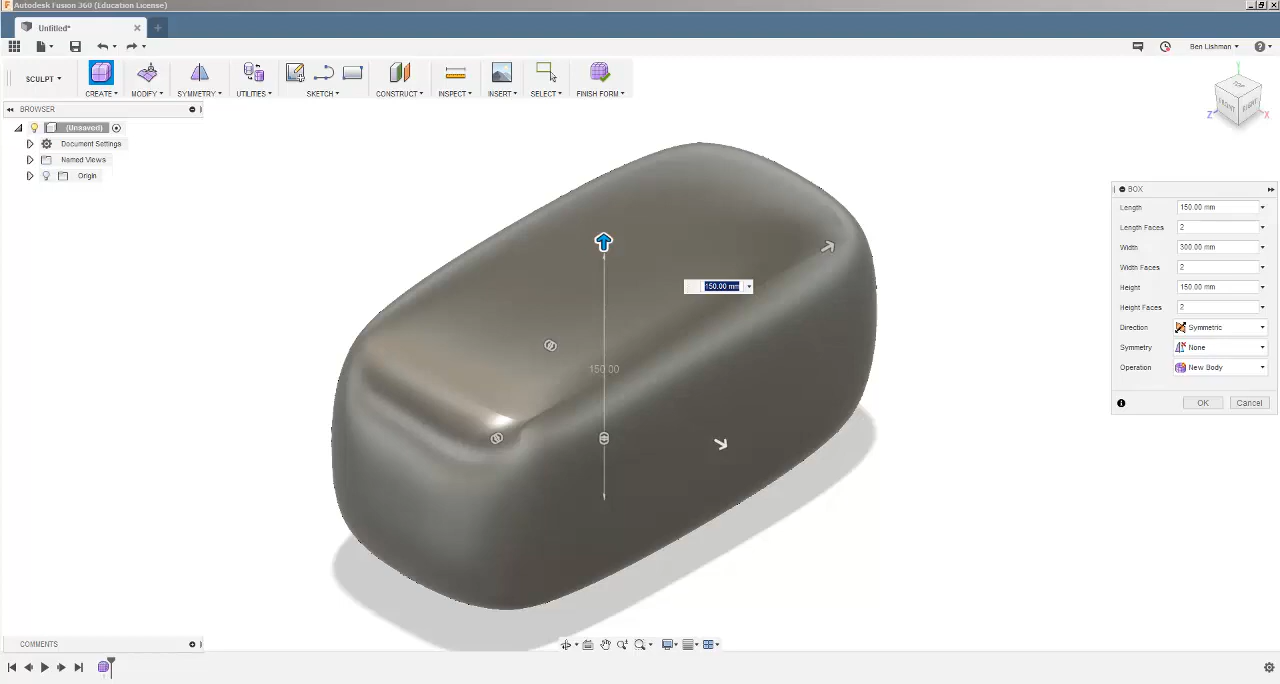 Autodesk Fusion 360 (Education License)
Untitled*
Ben Lishman
SCULPT
CREATE
MODIFY
SYMMETRY
UTILITIES
SKETCH
CONSTRUCT
INSPECT
INSERT
SELECT
FINISH FORM
BROWSER
(Unsaved)
Document Settings
Named Views
Origin
TOP
FRONT
RIGHT
Y
Z
X
BOX
Length 150.00 mm
Length Faces 2
Width 300.00 mm
Width Faces 2
Height 150.00 mm
Height Faces 2
Direction Symmetric
Symmetry None
Operation New Body
OK Cancel
150.00 mm
150.00
COMMENTS